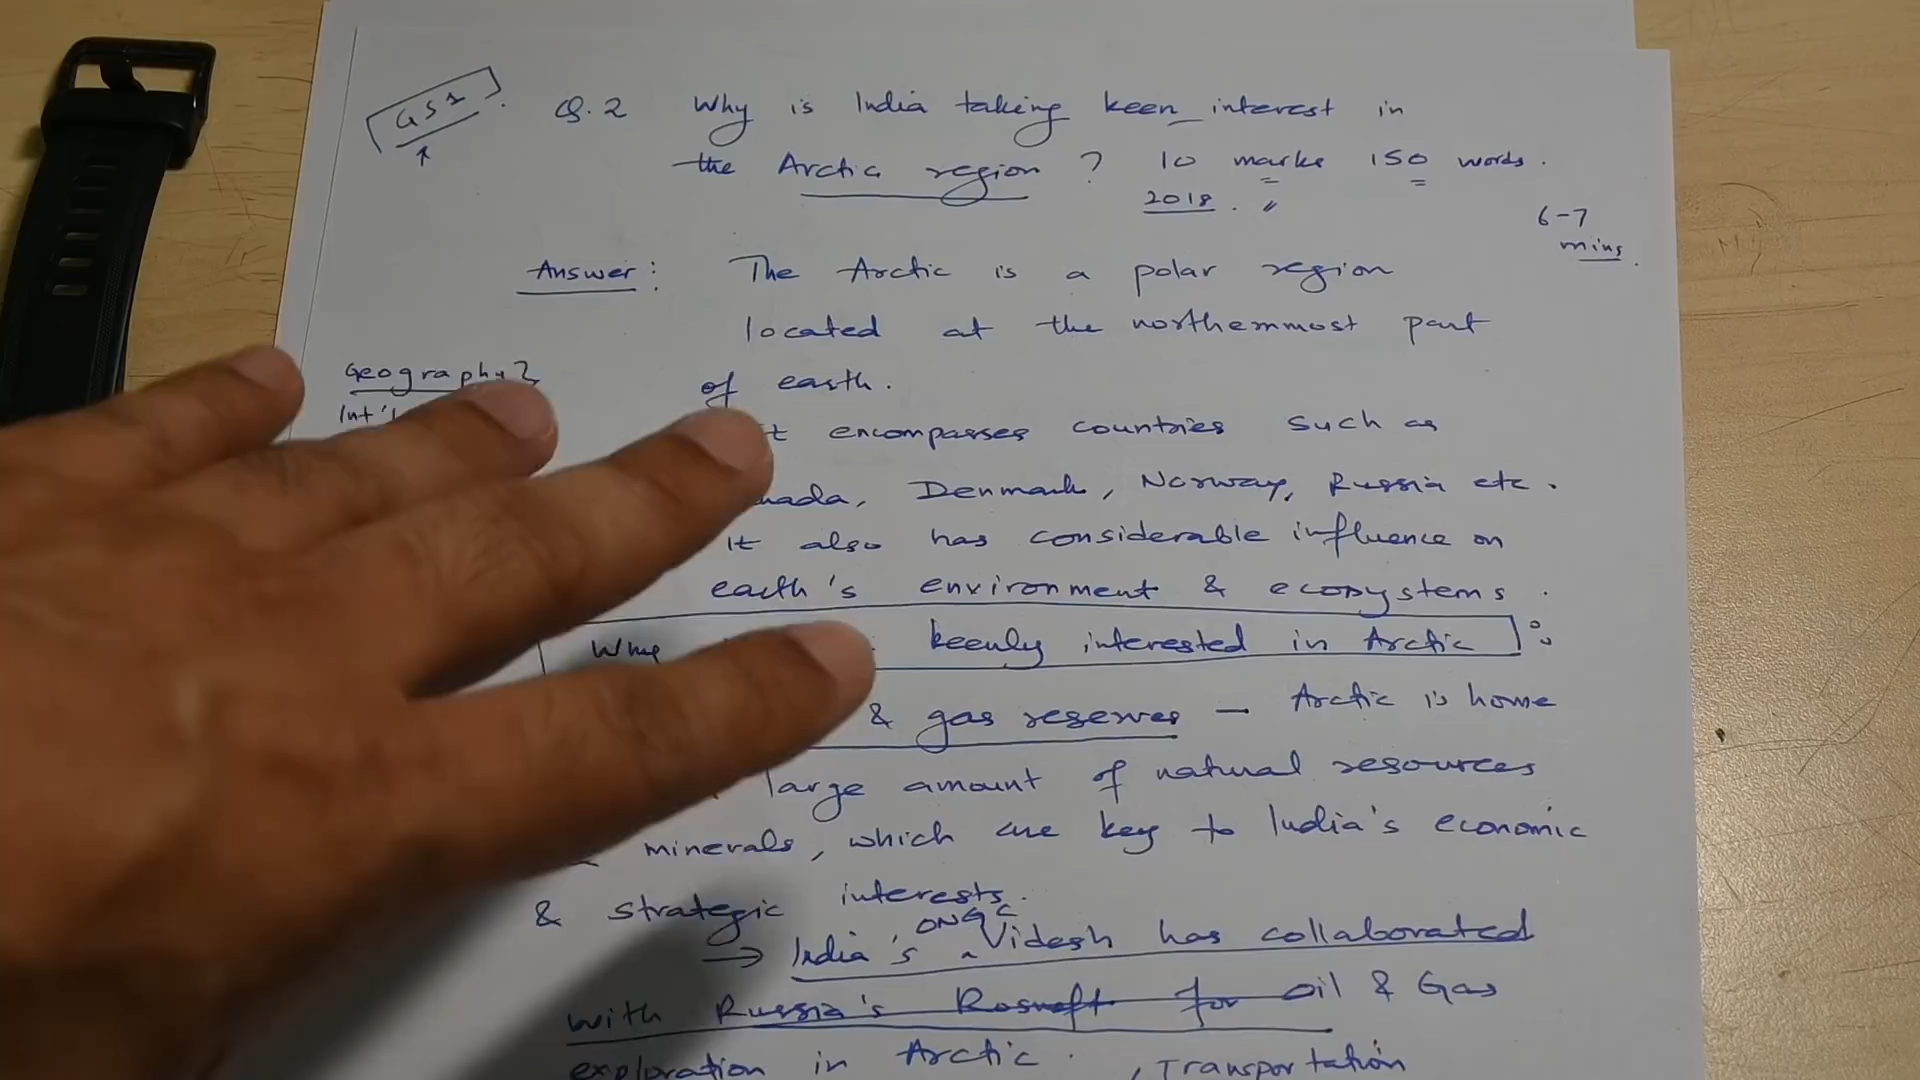 GS1
Q.2 Why is India taking keen interest in
the Arctic region ? 10 marks 150 words.
2018.
6-7
mins.
Answer: The Arctic is a polar region
located at the northernmost part
Geography
of earth.
Int'l
encompasses countries such as
Denmark, Norway, Russia etc.
It also has considerable influence on
earth's environment & ecosystems.
Why keenly interested in Arctic :
& gas reserves — Arctic is home
large amount of natural resources
minerals, which are key to India's economic
& strategic interests.
→ India's ONGC Videsh has collaborated
with Russia's Rosneft for oil & Gas
exploration in Arctic.
, Transportation